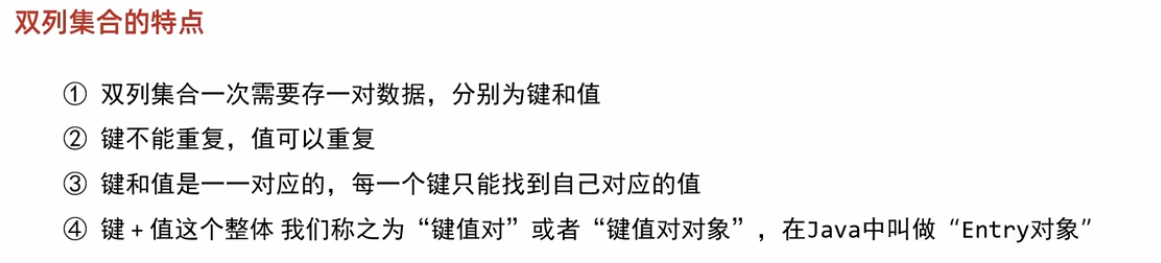 双列集合的特点
① 双列集合一次需要存一对数据，分别为键和值
② 键不能重复，值可以重复
③ 键和值是一一对应的，每一个键只能找到自己对应的值
④ 键 + 值这个整体 我们称之为“键值对”或者“键值对对象”，在Java中叫做“Entry对象”